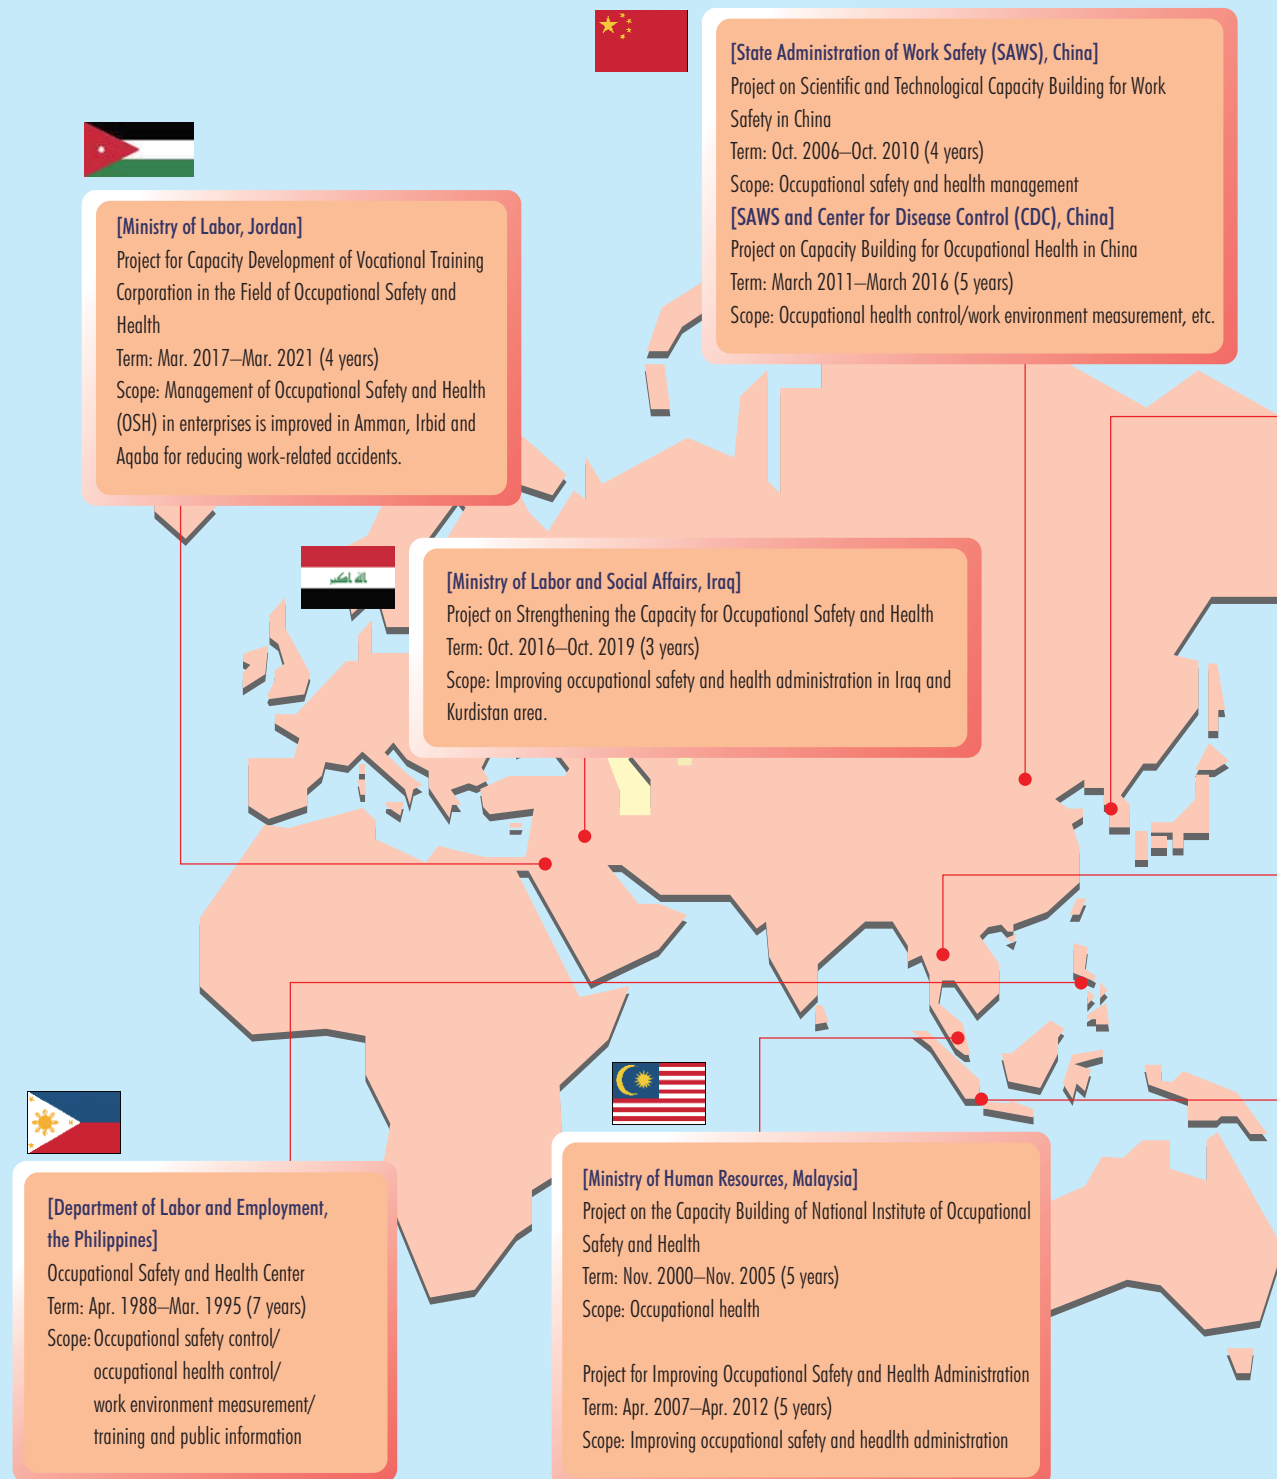 [State Administration of Work Safety (SAWS), China]
Project on Scientific and Technological Capacity Building for Work
Safety in China
Term: Oct. 2006–Oct. 2010 (4 years)
Scope: Occupational safety and health management
[SAWS and Center for Disease Control (CDC), China]
Project on Capacity Building for Occupational Health in China
Term: March 2011–March 2016 (5 years)
Scope: Occupational health control/work environment measurement, etc.
[Ministry of Labor, Jordan]
Project for Capacity Development of Vocational Training
Corporation in the Field of Occupational Safety and
Health
Term: Mar. 2017–Mar. 2021 (4 years)
Scope: Management of Occupational Safety and Health
(OSH) in enterprises is improved in Amman, Irbid and
Aqaba for reducing work-related accidents.
الله اكبر
[Ministry of Labor and Social Affairs, Iraq]
Project on Strengthening the Capacity for Occupational Safety and Health
Term: Oct. 2016–Oct. 2019 (3 years)
Scope: Improving occupational safety and health administration in Iraq and
Kurdistan area.
[Department of Labor and Employment,
the Philippines]
Occupational Safety and Health Center
Term: Apr. 1988–Mar. 1995 (7 years)
Scope: Occupational safety control/
occupational health control/
work environment measurement/
training and public information
[Ministry of Human Resources, Malaysia]
Project on the Capacity Building of National Institute of Occupational
Safety and Health
Term: Nov. 2000–Nov. 2005 (5 years)
Scope: Occupational health
Project for Improving Occupational Safety and Health Administration
Term: Apr. 2007–Apr. 2012 (5 years)
Scope: Improving occupational safety and headlth administration